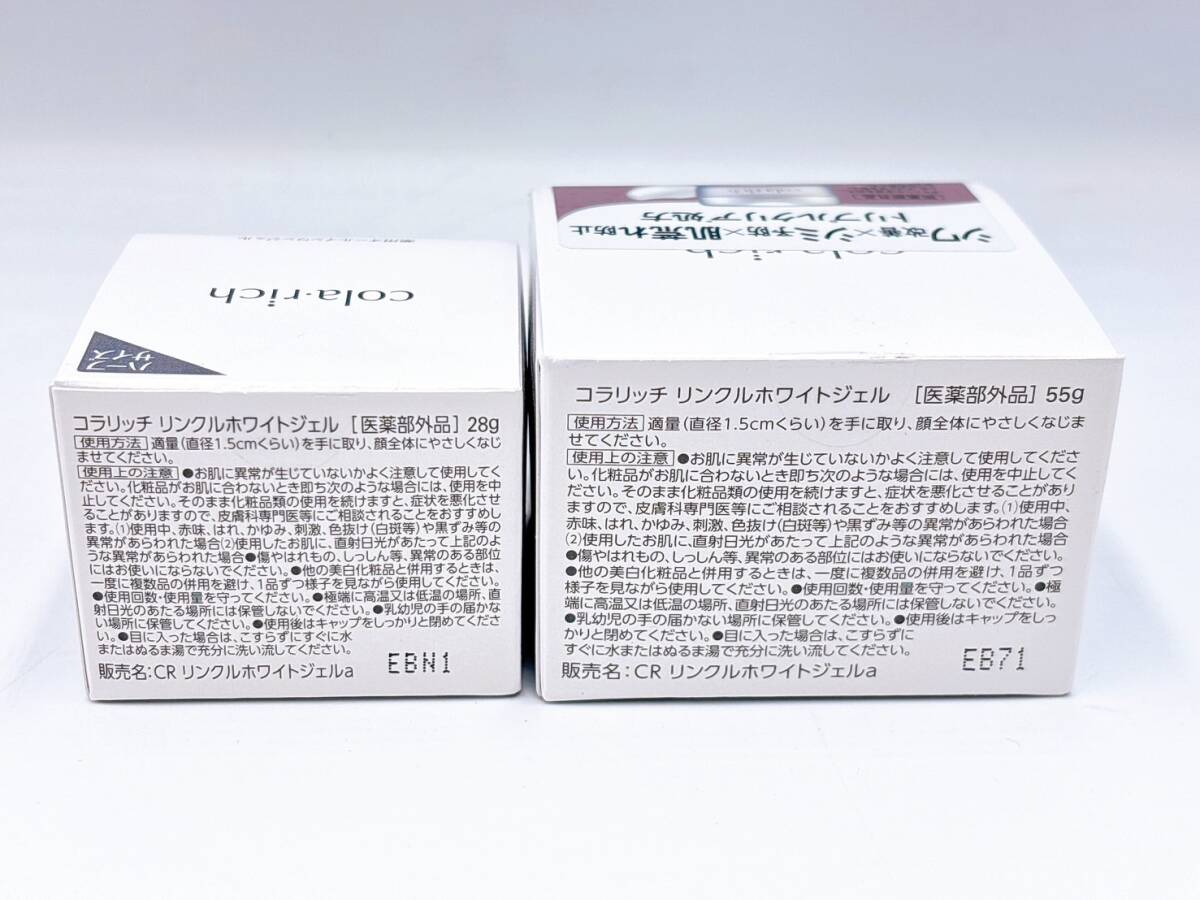 薬用オールインワンジェル
cola·rich
ハーフ
サイズ
コラリッチ リンクルホワイトジェル [医薬部外品] 28g
使用方法 適量(直径1.5cmくらい)を手に取り、顔全体にやさしくなじ
ませてください。
使用上の注意 ●お肌に異常が生じていないかよく注意して使用してくだ
さい。化粧品がお肌に合わないとき即ち次のような場合には、使用を中
止してください。そのまま化粧品類の使用を続けますと、症状を悪化させ
ることがありますので、皮膚科専門医等にご相談されることをおすすめしま
す。(1)使用中、赤味、はれ、かゆみ、刺激、色抜け(白斑等)や黒ずみ等の
異常があらわれた場合(2)使用したお肌に、直射日光があたって上記のよ
うな異常があらわれた場合●傷やはれもの、しっしん等、異常のある部位
にはお使いにならないでください。●他の美白化粧品と併用するときは、
一度に複数品の併用を避け、1品ずつ様子を見ながら使用してください。
●使用回数・使用量を守ってください。●極端に高温又は低温の場所、直
射日光のあたる場所には保管しないでください。●乳幼児の手の届かな
い場所に保管してください。●使用後はキャップをしっかりと閉めてくださ
い。●目に入った場合は、こすらずにすぐに水
またはぬるま湯で充分に洗い流してください。
EBN1
販売名:CR リンクルホワイトジェルa
cola·rich
シワ改善×シミ予防×肌荒れ防止
トリプルクリア処方
cola·rich
コラリッチ リンクルホワイトジェル [医薬部外品] 55g
使用方法 適量(直径1.5cmくらい)を手に取り、顔全体にやさしくなじま
せてください。
使用上の注意 ●お肌に異常が生じていないかよく注意して使用してくださ
い。化粧品がお肌に合わないとき即ち次のような場合には、使用を中止してく
ださい。そのまま化粧品類の使用を続けますと、症状を悪化させることがあり
ますので、皮膚科専門医等にご相談されることをおすすめします。(1)使用中、
赤味、はれ、かゆみ、刺激、色抜け(白斑等)や黒ずみ等の異常があらわれた場合
(2)使用したお肌に、直射日光があたって上記のような異常があらわれた場合
●傷やはれもの、しっしん等、異常のある部位にはお使いにならないでください。
●他の美白化粧品と併用するときは、一度に複数品の併用を避け、1品ずつ
様子を見ながら使用してください。●使用回数・使用量を守ってください。●極
端に高温又は低温の場所、直射日光のあたる場所には保管しないでください。
●乳幼児の手の届かない場所に保管してください。●使用後はキャップをしっ
かりと閉めてください。●目に入った場合は、こすらずに
すぐに水またはぬるま湯で充分に洗い流してください。
EB71
販売名:CR リンクルホワイトジェルa